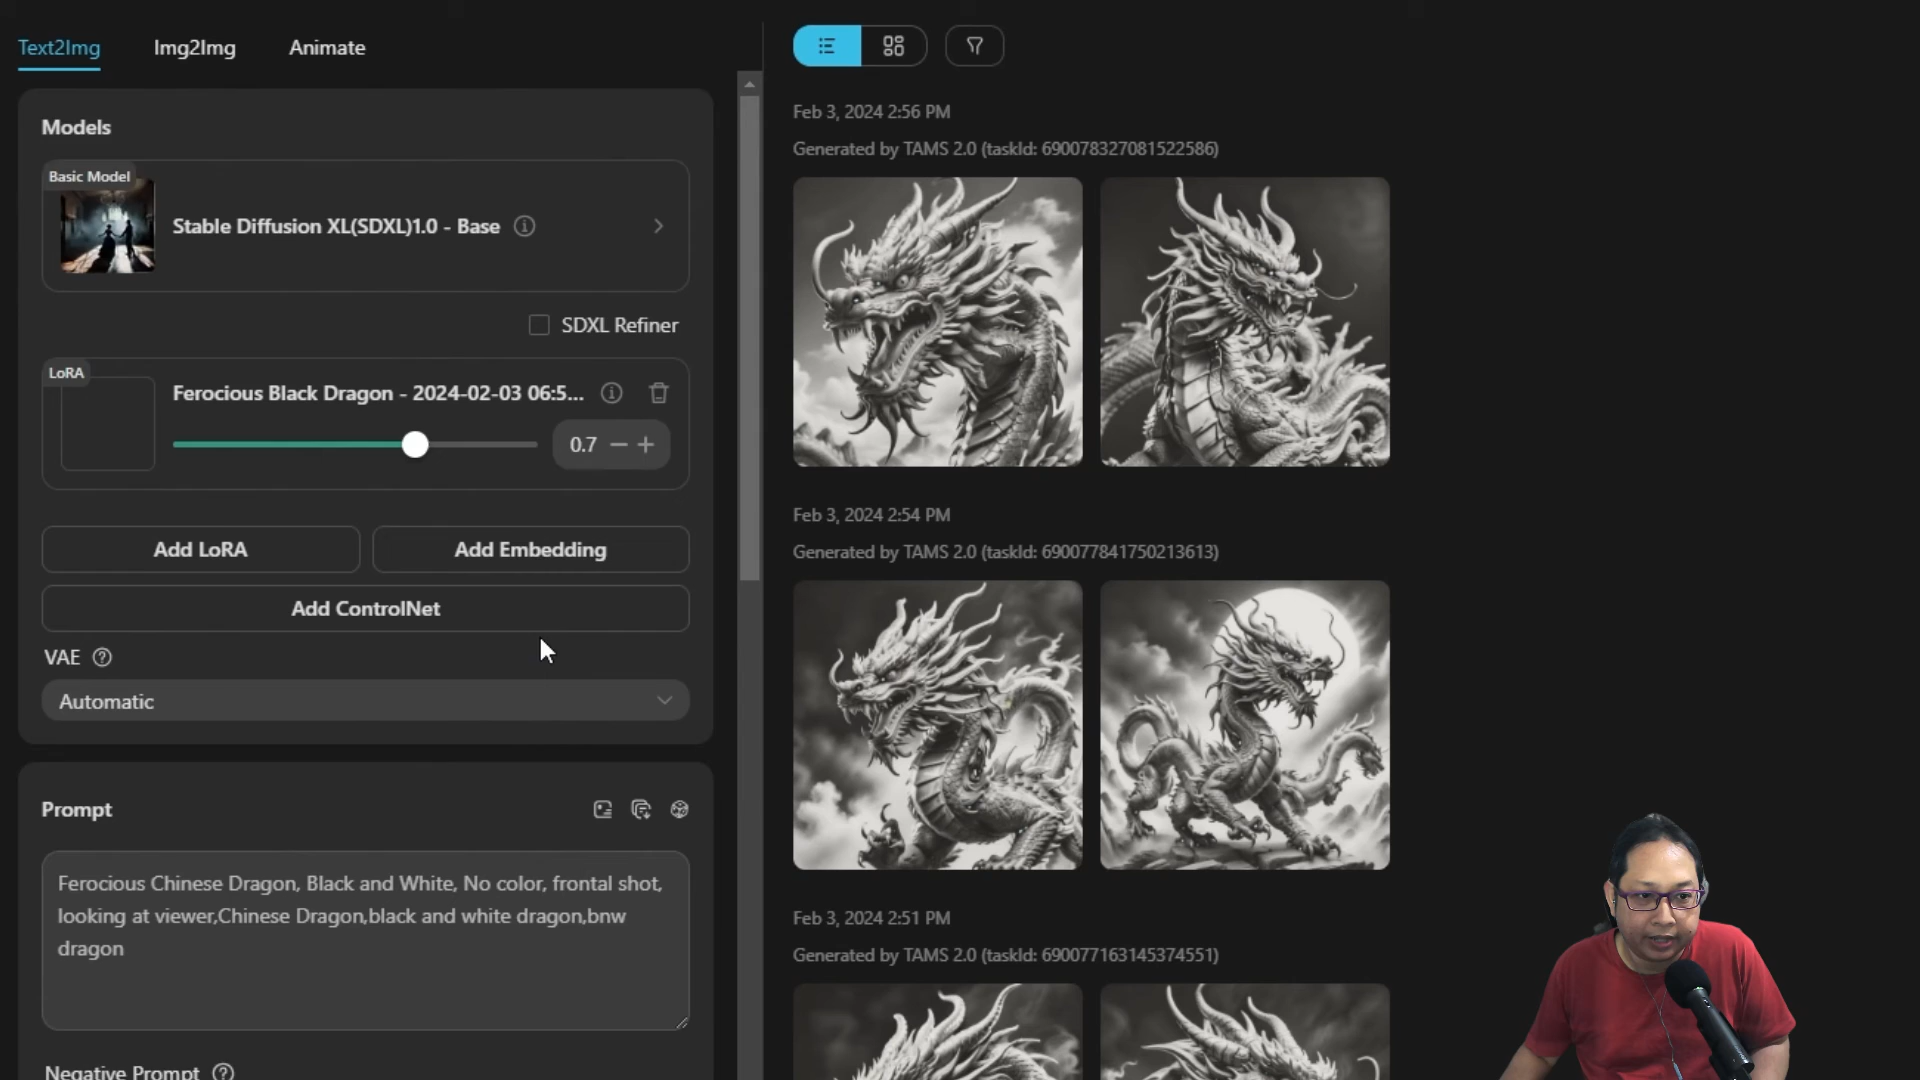 Text2Img
Img2Img
Animate
Models
Basic Model
Stable Diffusion XL(SDXL)1.0 - Base
SDXL Refiner
LoRA
Ferocious Black Dragon - 2024-02-03 06:5...
0.7
Add LoRA
Add Embedding
Add ControlNet
VAE
Automatic
Prompt
Ferocious Chinese Dragon, Black and White, No color, frontal shot,
looking at viewer,Chinese Dragon,black and white dragon,bnw
dragon
Negative Prompt
Feb 3, 2024 2:56 PM
Generated by TAMS 2.0 (taskId: 690078327081522586)
Feb 3, 2024 2:54 PM
Generated by TAMS 2.0 (taskId: 690077841750213613)
Feb 3, 2024 2:51 PM
Generated by TAMS 2.0 (taskId: 690077163145374551)